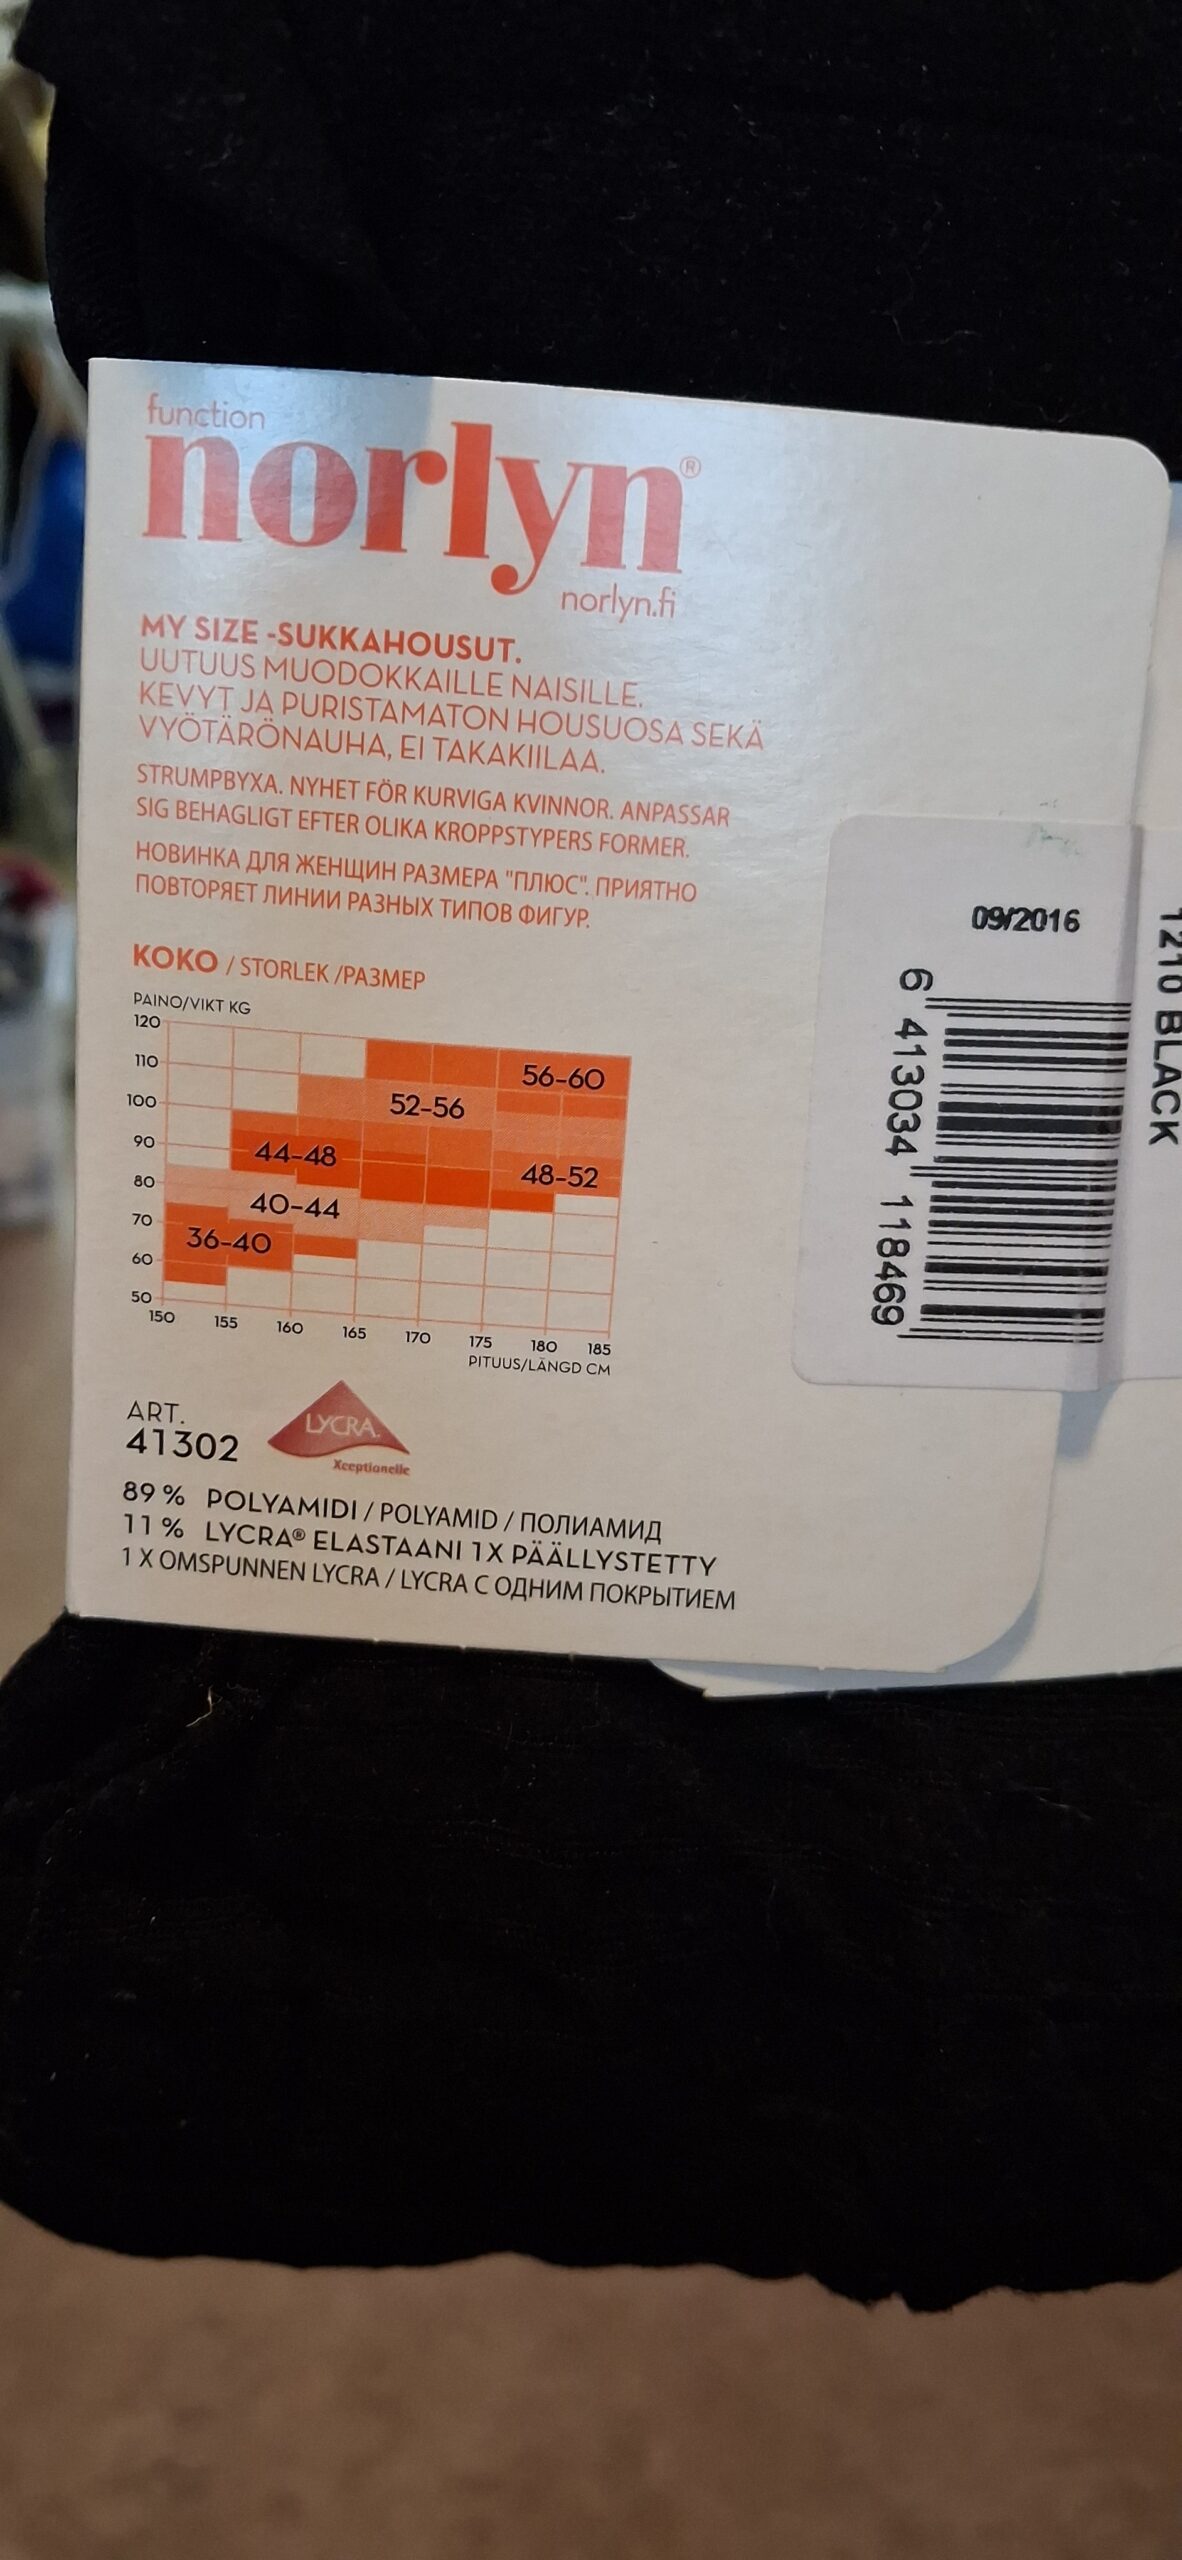 function
norlyn®
norlyn.fi
MY SIZE -SUKKAHOUSUT.
UUTUUS MUODOKKAILLE NAISILLE.
KEVYT JA PURISTAMATON HOUSUOSA SEKÄ
VYÖTÄRÖNAUHA, EI TAKAKIILAA.
STRUMPBYXA. NYHET FÖR KURVIGA KVINNOR. ANPASSAR
SIG BEHAGLIGT EFTER OLIKA KROPPSTYPERS FORMER.
НОВИНКА ДЛЯ ЖЕНЩИН РАЗМЕРА "ПЛЮС". ПРИЯТНО
ПОВТОРЯЕТ ЛИНИИ РАЗНЫХ ТИПОВ ФИГУР.
KOKO / STORLEK /РАЗМЕР
PAINO/VIKT KG
120
110
100
90
80
70
60
50
56-60
52-56
44-48
48-52
40-44
36-40
150 155 160 165 170 175 180 185
PITUUS/LÄNGD CM
ART.
41302
LYCRA
Xceptionelle
89 % POLYAMIDI / POLYAMID / ПОЛИАМИД
11 % LYCRA® ELASTAANI 1X PÄÄLLYSTETTY
1 X OMSPUNNEN LYCRA / LYCRA С ОДНИМ ПОКРЫТИЕМ
09/2016
6 413034 118469
1210 BLACK